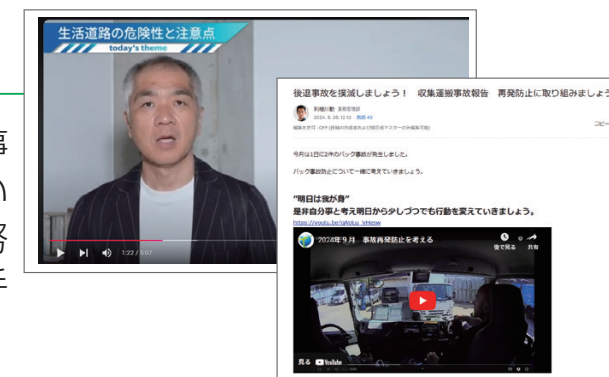 生活道路の危険性と注意点
today's theme
1:22 / 5:07
後退事故を撲滅しましょう！ 収集運搬事故報告 再発防止に取り組みましょう
今月は1日に2件のバック事故が発生しました。
バック事故防止について一緒に考えていきましょう。
"明日は我が身"
是非自分事と考え明日から少しづつでも行動を変えていきましょう。
2024年9月 事故再発防止を考える
後で見る
共有
見る YouTube
事